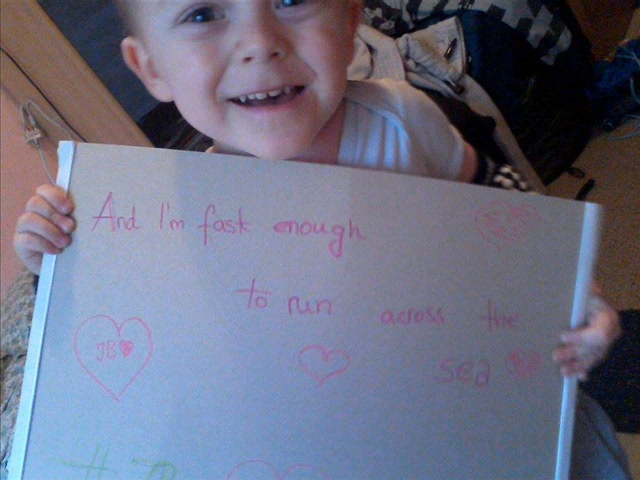 And I'm fast enough
to run across the
sea
JB